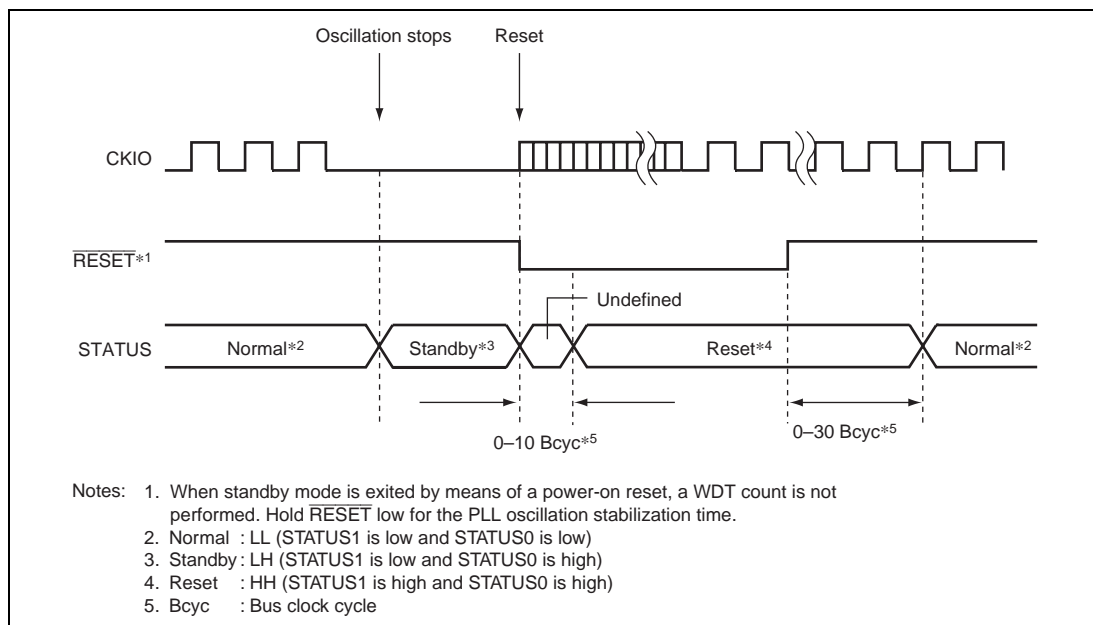 Oscillation stops Reset
CKIO
RESET*1
Undefined
STATUS Normal*2 Standby*3 Reset*4 Normal*2
0–10 Bcyc*5 0–30 Bcyc*5
Notes: 1. When standby mode is exited by means of a power-on reset, a WDT count is not
performed. Hold RESET low for the PLL oscillation stabilization time.
2. Normal : LL (STATUS1 is low and STATUS0 is low)
3. Standby : LH (STATUS1 is low and STATUS0 is high)
4. Reset : HH (STATUS1 is high and STATUS0 is high)
5. Bcyc : Bus clock cycle